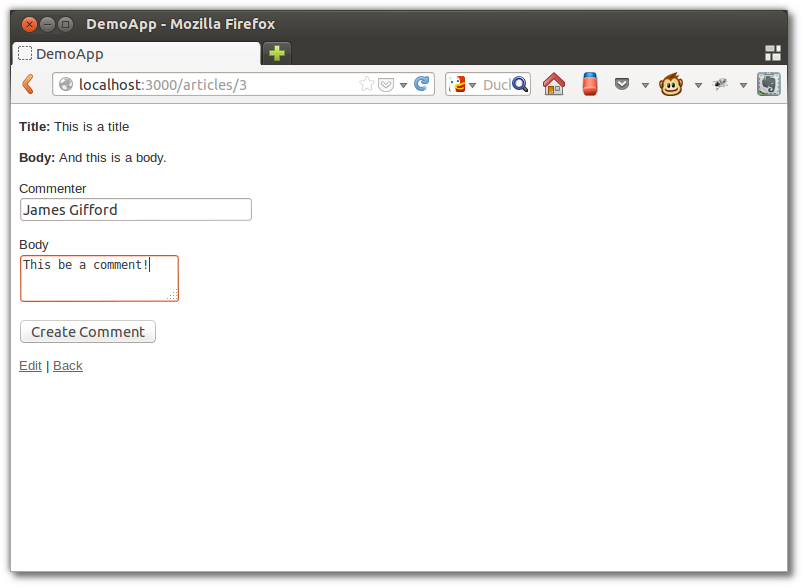 DemoApp - Mozilla Firefox
DemoApp
localhost:3000/articles/3
Duc
Title: This is a title
Body: And this is a body.
Commenter
James Gifford
Body
This be a comment!
Create Comment
Edit | Back